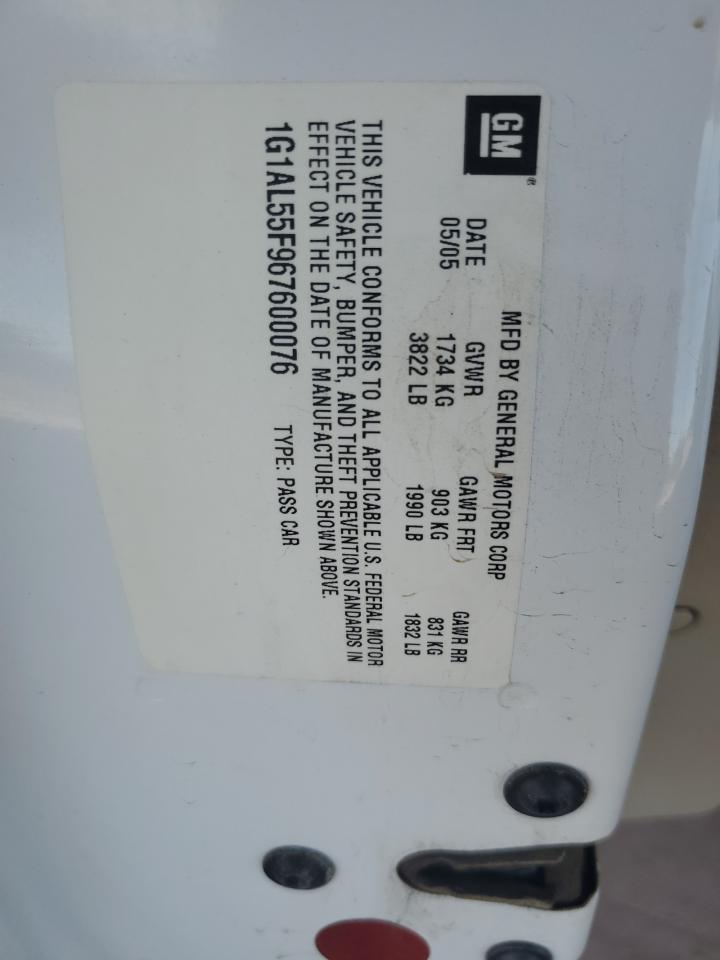 GM®
MFD BY GENERAL MOTORS CORP
DATE GVWR GAWR FRT GAWR RR
05/05 1734 KG 903 KG 831 KG
3822 LB 1990 LB 1832 LB
THIS VEHICLE CONFORMS TO ALL APPLICABLE U.S. FEDERAL MOTOR
VEHICLE SAFETY, BUMPER, AND THEFT PREVENTION STANDARDS IN
EFFECT ON THE DATE OF MANUFACTURE SHOWN ABOVE.
1G1AL55F967600076 TYPE: PASS CAR